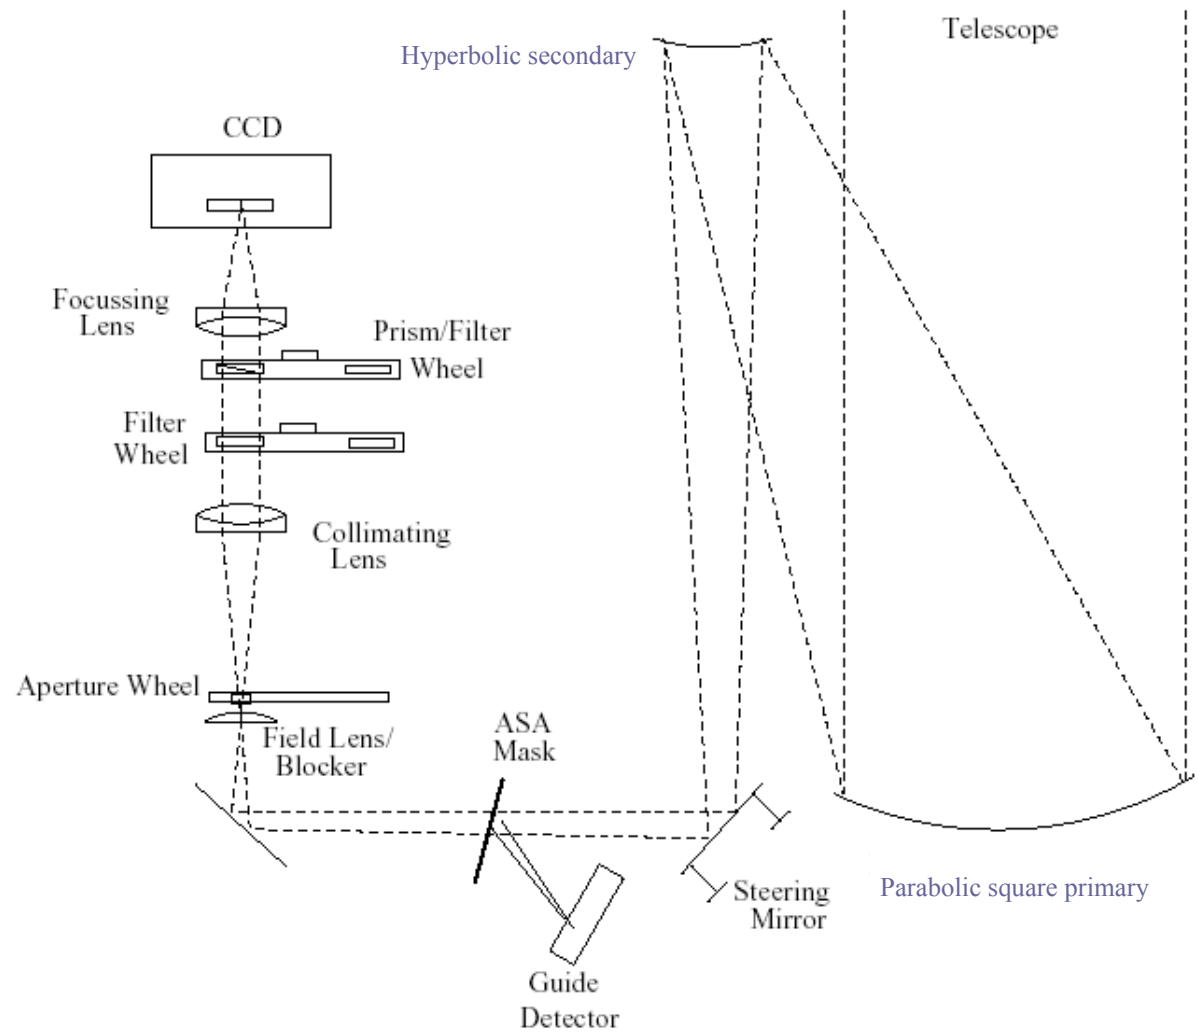 Telescope
Hyperbolic secondary
CCD
Focussing
Lens
Prism/Filter
Wheel
Filter
Wheel
Collimating
Lens
Aperture Wheel
Field Lens/
Blocker
ASA
Mask
Steering
Mirror
Parabolic square primary
Guide
Detector